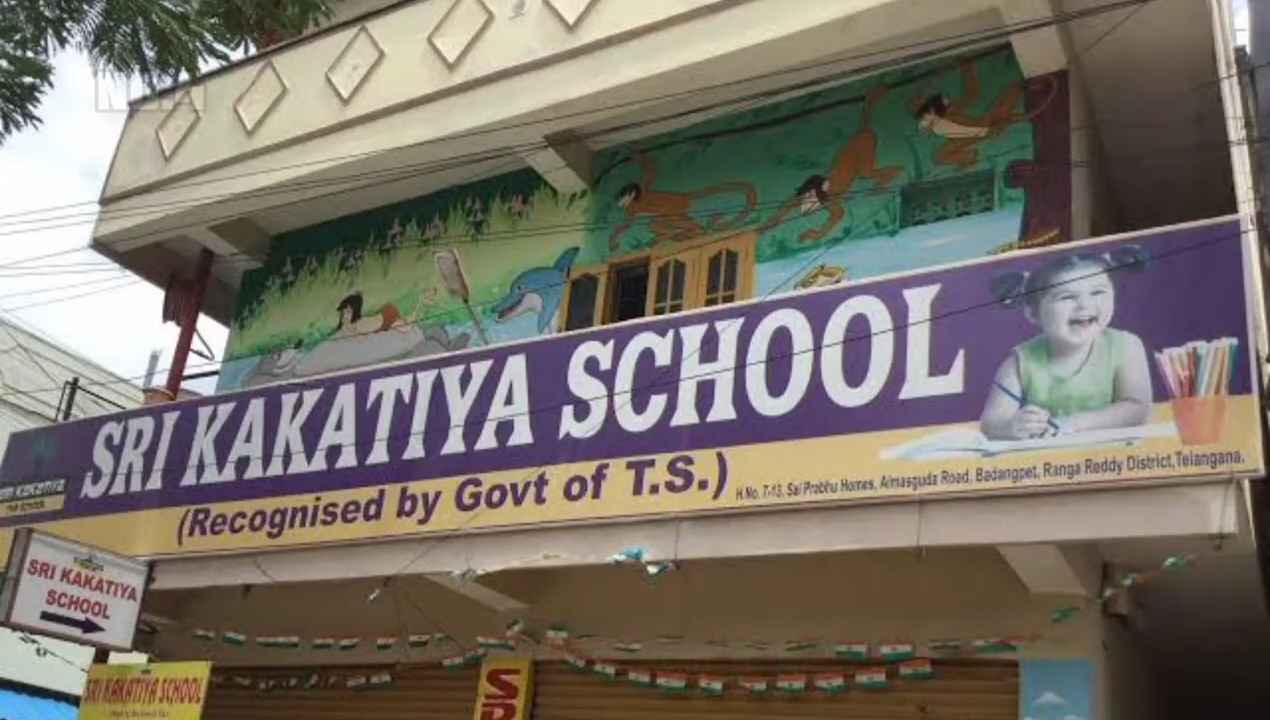 SRI KAKATIYA SCHOOL
(Recognised by Govt of T.S.)
H.No. 7-13, Sai Prabhu Homes, Almasguda Road, Badangpet, Ranga Reddy District,Telangana.
SRI KAKATIYA
SCHOOL
SRI KAKATIYA SCHOOL